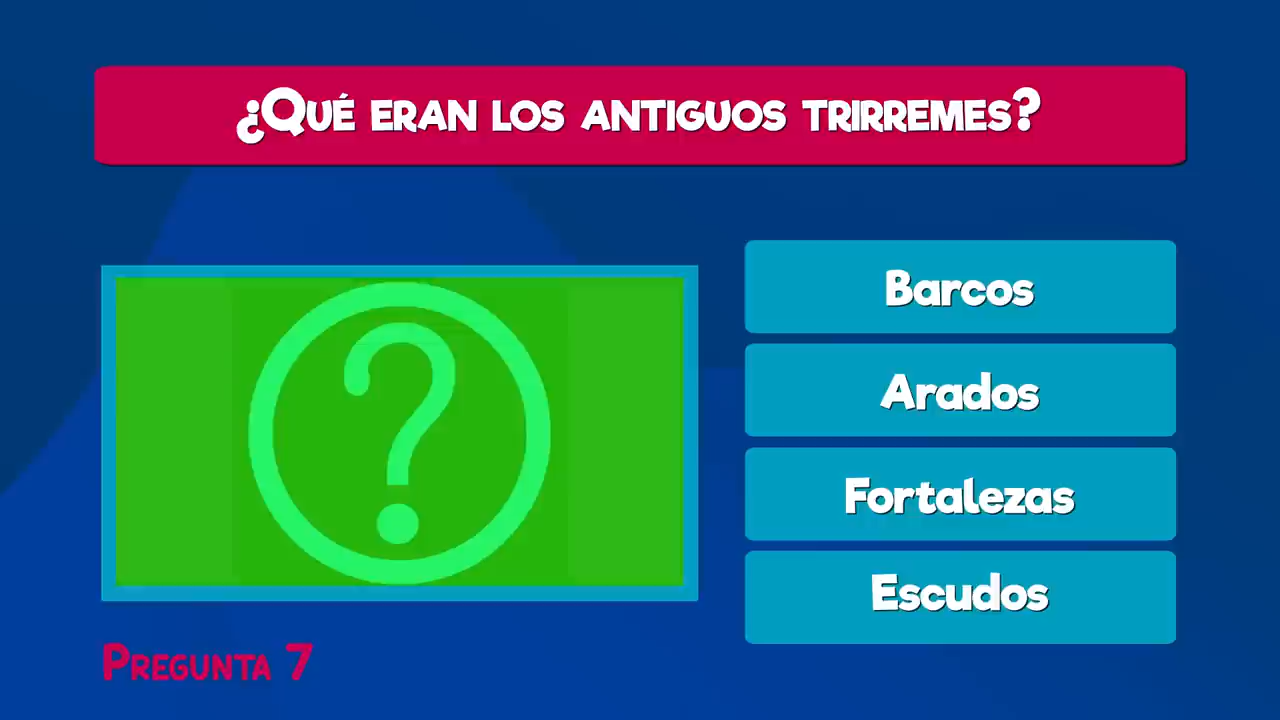 ¿Qué eran los antiguos trirremes?
Barcos
Arados
Fortalezas
Escudos
Pregunta 7